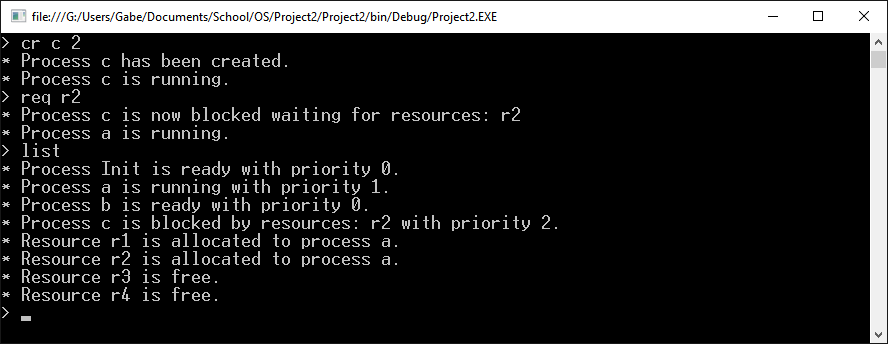 file:///G:/Users/Gabe/Documents/School/OS/Project2/Project2/bin/Debug/Project2.EXE
> cr c 2
* Process c has been created.
* Process c is running.
> req r2
* Process c is now blocked waiting for resources: r2
* Process a is running.
> list
* Process Init is ready with priority 0.
* Process a is running with priority 1.
* Process b is ready with priority 0.
* Process c is blocked by resources: r2 with priority 2.
* Resource r1 is allocated to process a.
* Resource r2 is allocated to process a.
* Resource r3 is free.
* Resource r4 is free.
> _